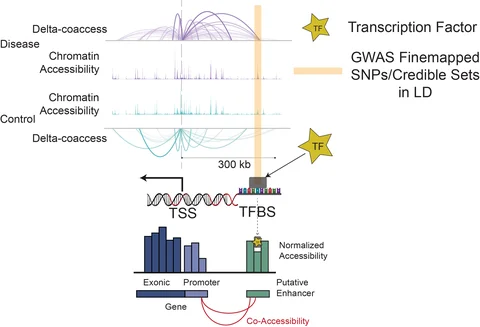 Delta-coaccess
Disease
Chromatin
Accessibility
Chromatin
Accessibility
Control
Delta-coaccess
300 kb
TF
Transcription Factor
GWAS Finemapped
SNPs/Credible Sets
in LD
TF
TSS
TFBS
Normalized
Accessibility
Exonic
Promoter
Putative
Enhancer
Gene
Co-Accessibility